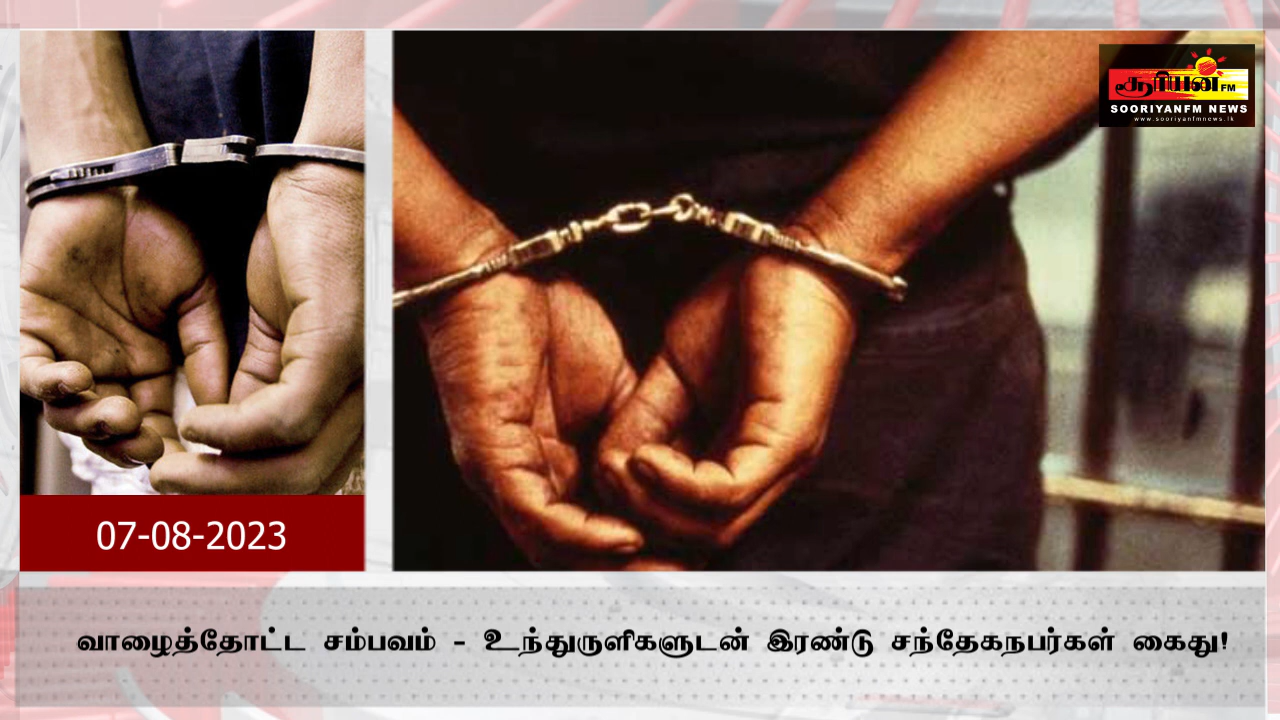 சூரியன் FM
SOORIYANFM NEWS
www.sooriyanfmnews.lk
07-08-2023
வாழைத்தோட்ட சம்பவம் - உந்துருளிகளுடன் இரண்டு சந்தேகநபர்கள் கைது!